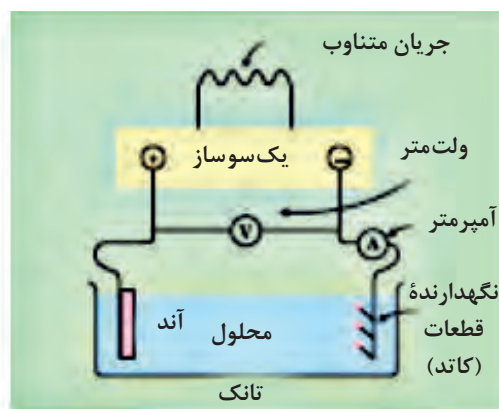 جریان متناوب
یک‌سوساز
+
−
ولت‌متر
V
آمپرمتر
A
نگهدارندهٔ
قطعات
(کاتد)
آند
محلول
تانک